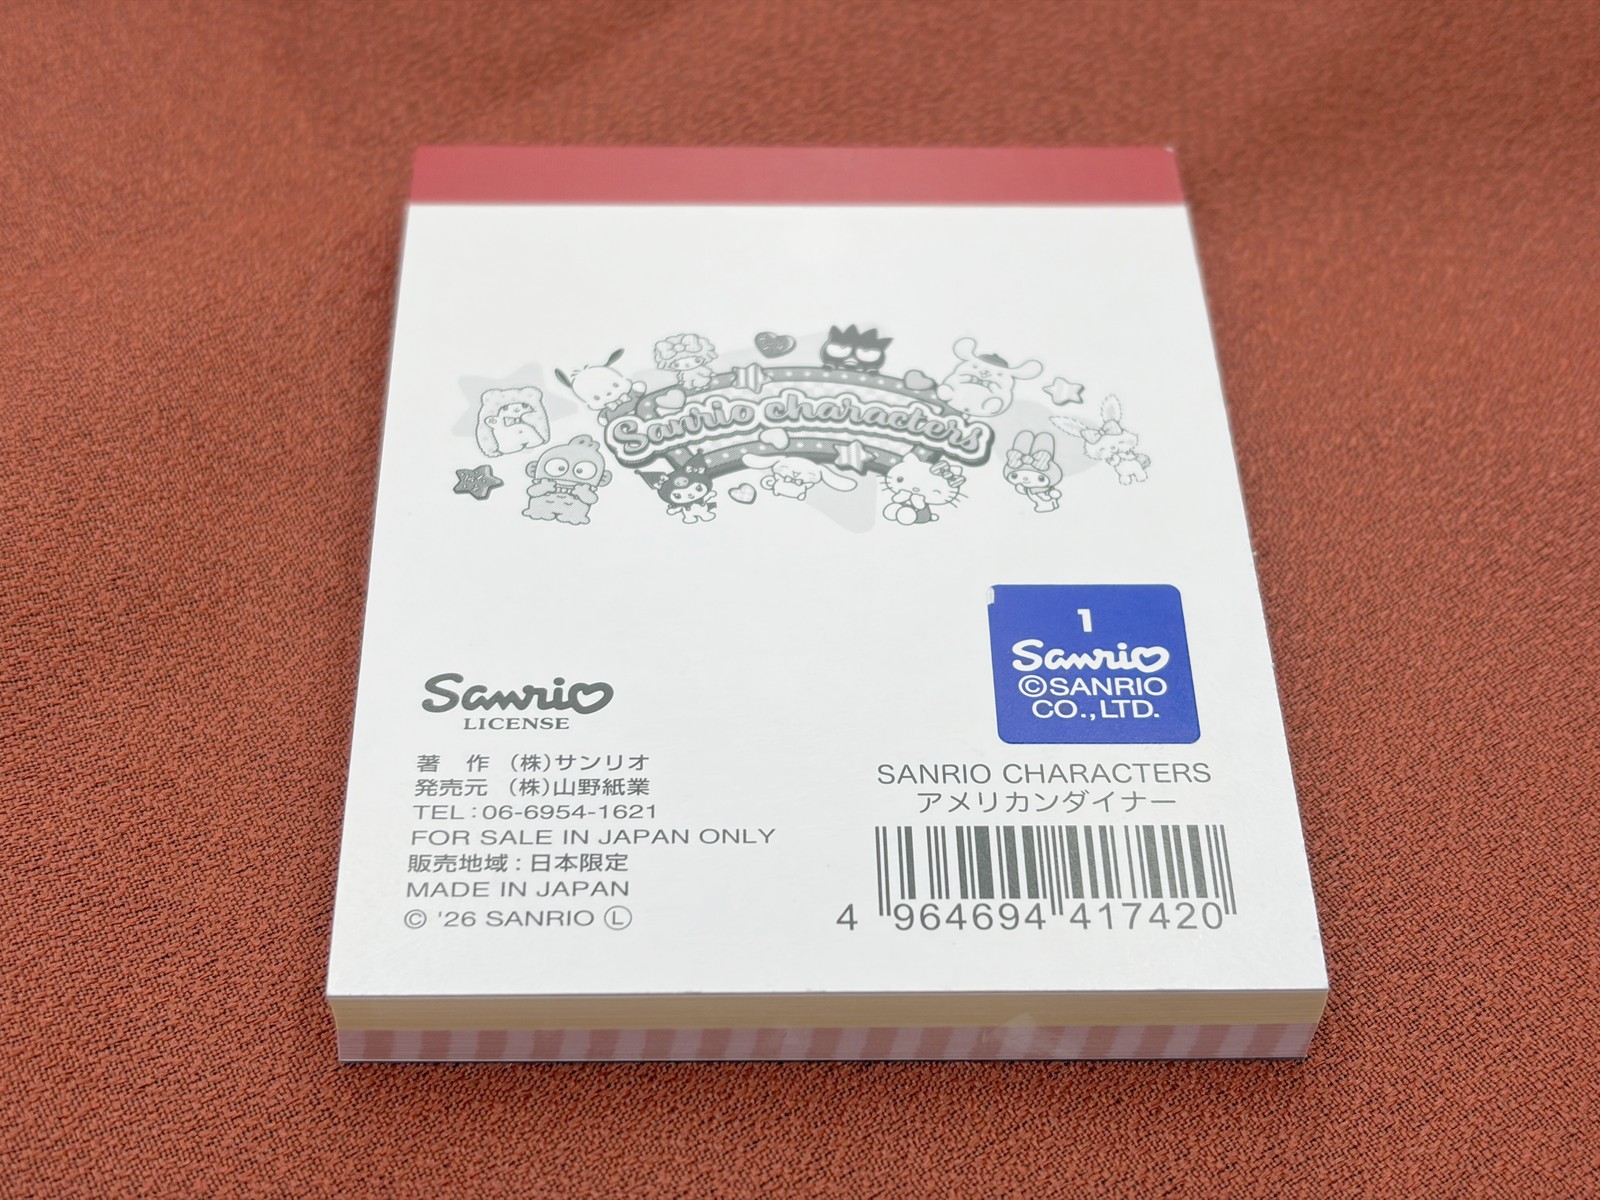 Sanrio characters
1
Sanrio
©SANRIO
CO.,LTD.
Sanrio
LICENSE
著　作　(株)サンリオ
発売元　(株)山野紙業
TEL:06-6954-1621
FOR SALE IN JAPAN ONLY
販売地域:日本限定
MADE IN JAPAN
© '26 SANRIO Ⓛ
SANRIO CHARACTERS
アメリカンダイナー
4 964694 417420